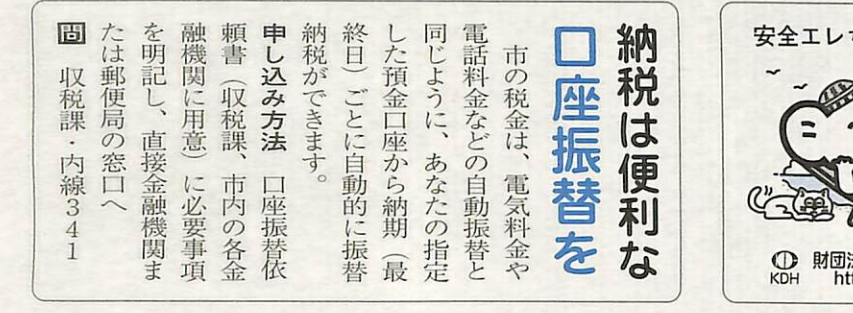 納税は便利な
口座振替を
市の税金は、電気料金や
電話料金などの自動振替と
同じように、あなたの指定
した預金口座から納期（最
終日）ごとに自動的に振替
納税ができます。
申し込み方法　口座振替依
頼書（収税課、市内の各金
融機関に用意）に必要事項
を明記し、直接金融機関ま
たは郵便局の窓口へ
問　収税課・内線３４１
安全エレ
KDH
財団法
htt